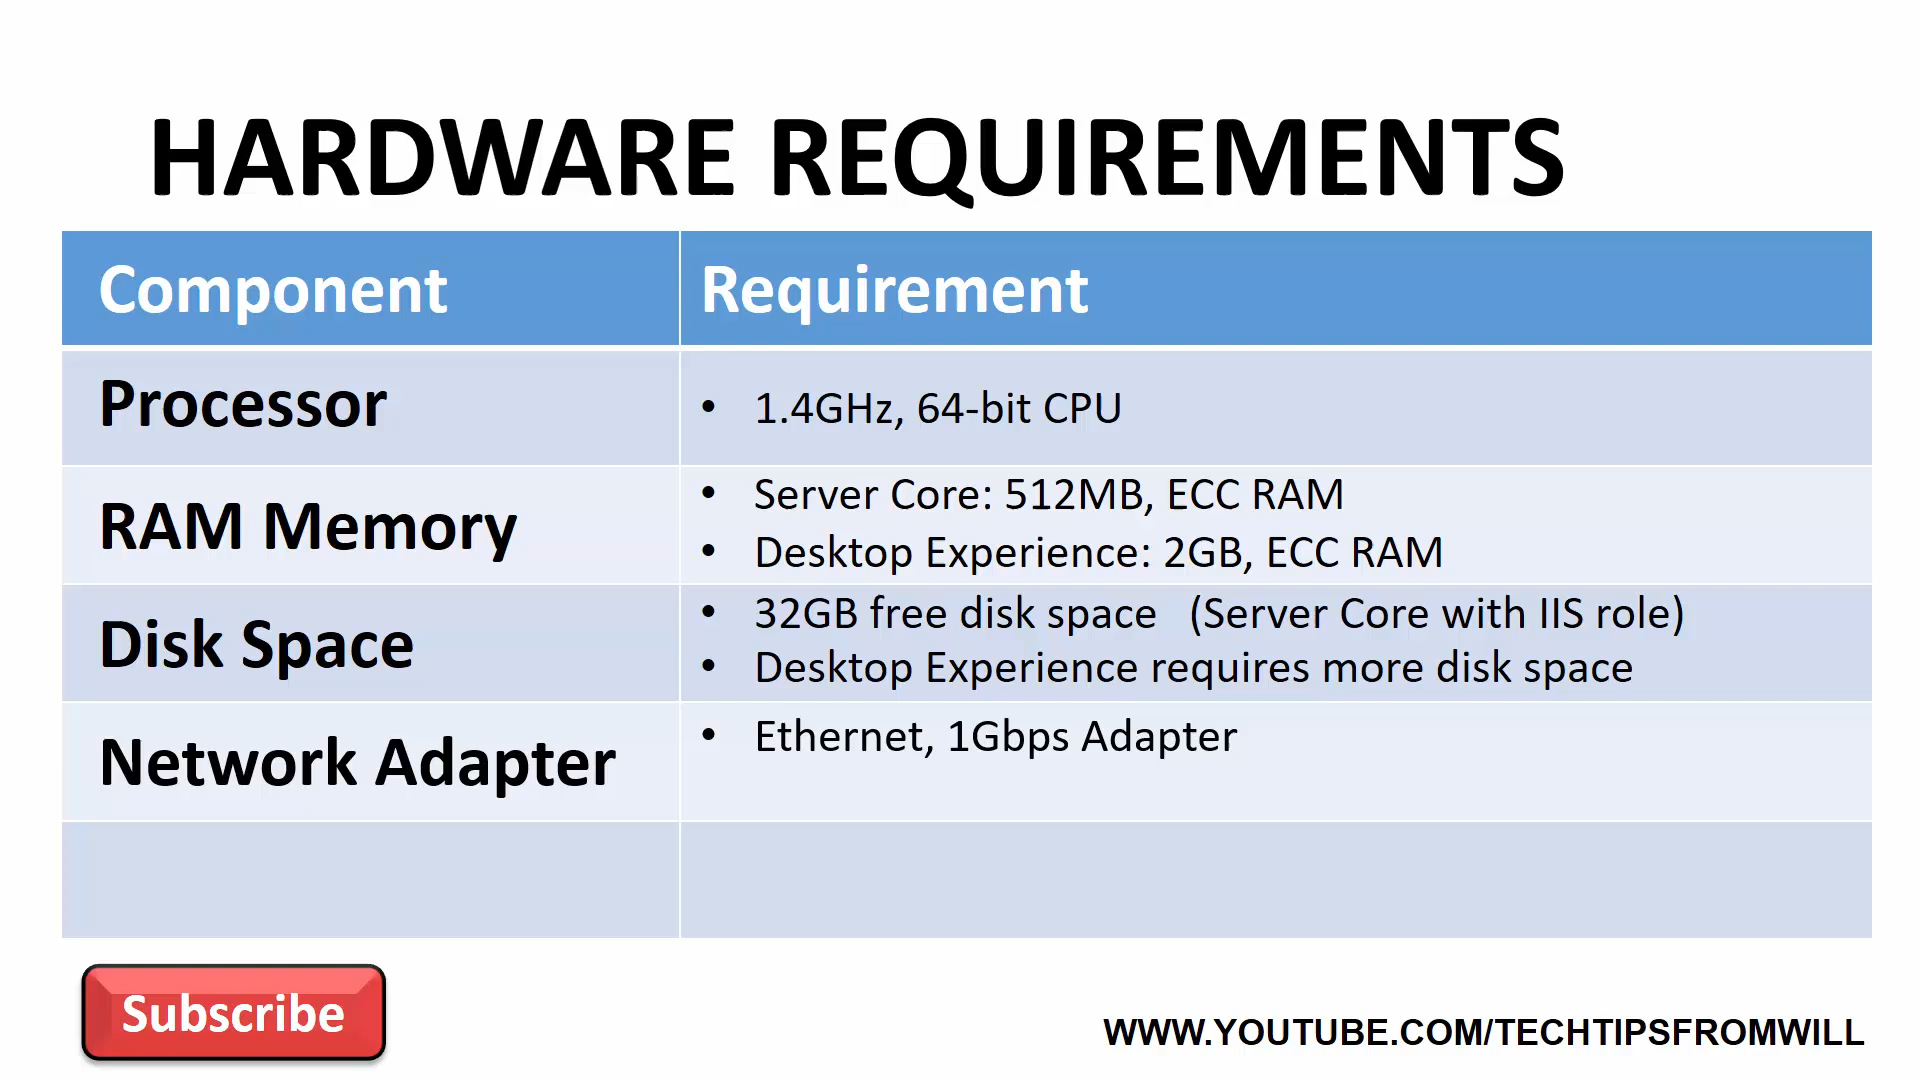 HARDWARE REQUIREMENTS
Component Requirement
Processor
• 1.4GHz, 64-bit CPU
RAM Memory
• Server Core: 512MB, ECC RAM
• Desktop Experience: 2GB, ECC RAM
Disk Space
• 32GB free disk space (Server Core with IIS role)
• Desktop Experience requires more disk space
Network Adapter
• Ethernet, 1Gbps Adapter
Subscribe
WWW.YOUTUBE.COM/TECHTIPSFROMWILL